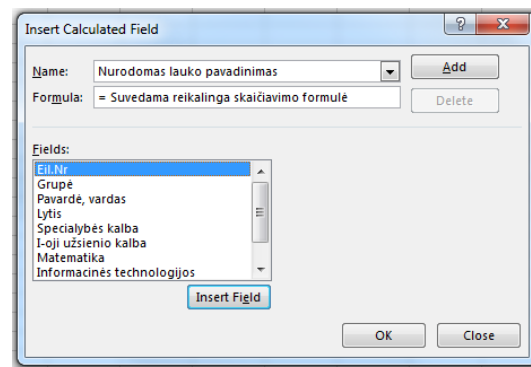 Insert Calculated Field
Name: Nurodomas lauko pavadinimas Add
Formula: = Suvedama reikalinga skaičiavimo formulė Delete
Fields:
Eil.Nr
Grupė
Pavardė, vardas
Lytis
Specialybės kalba
I-oji užsienio kalba
Matematika
Informacinės technologijos
Insert Field
OK Close